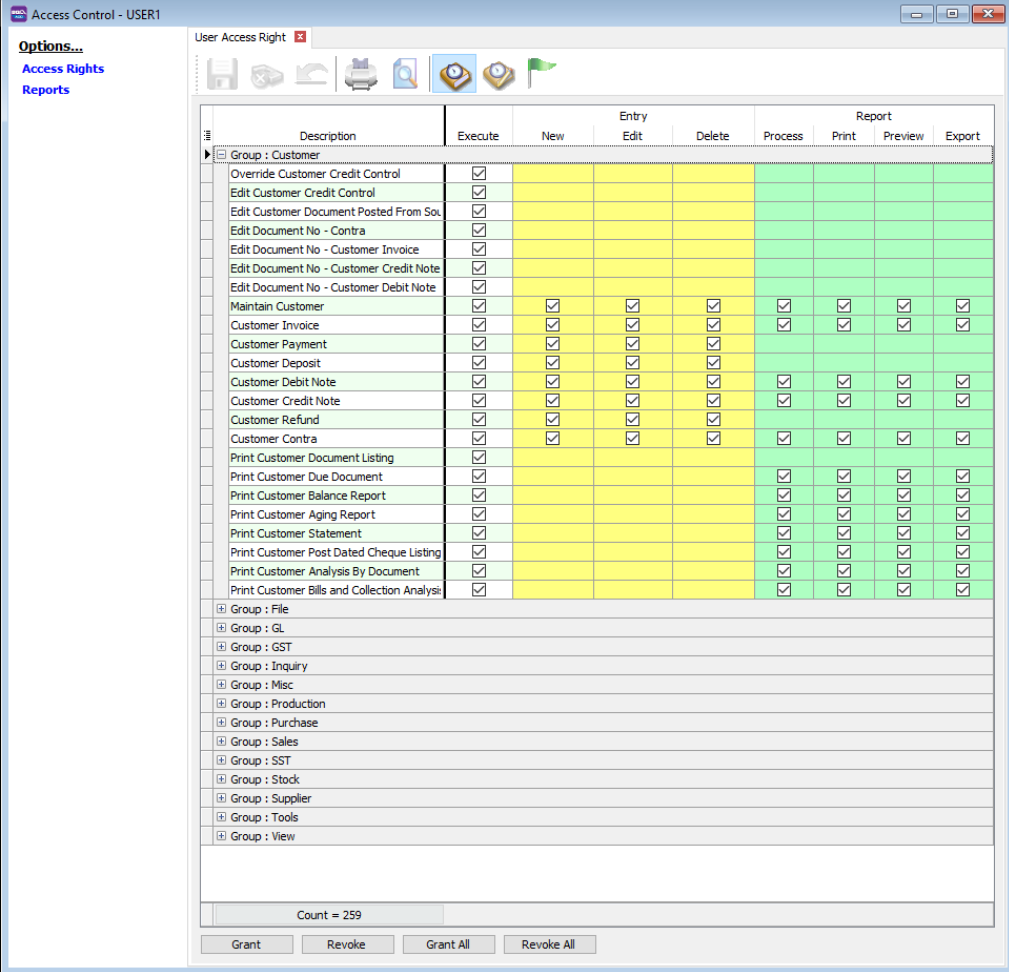 Access Control - USER1
Options...
Access Rights
Reports
User Access Right
Entry Report
Description Execute New Edit Delete Process Print Preview Export
Group : Customer
Override Customer Credit Control
Edit Customer Credit Control
Edit Customer Document Posted From Sou
Edit Document No - Contra
Edit Document No - Customer Invoice
Edit Document No - Customer Credit Note
Edit Document No - Customer Debit Note
Maintain Customer
Customer Invoice
Customer Payment
Customer Deposit
Customer Debit Note
Customer Credit Note
Customer Refund
Customer Contra
Print Customer Document Listing
Print Customer Due Document
Print Customer Balance Report
Print Customer Aging Report
Print Customer Statement
Print Customer Post Dated Cheque Listing
Print Customer Analysis By Document
Print Customer Bills and Collection Analysis
Group : File
Group : GL
Group : GST
Group : Inquiry
Group : Misc
Group : Production
Group : Purchase
Group : Sales
Group : SST
Group : Stock
Group : Supplier
Group : Tools
Group : View
Count = 259
Grant Revoke Grant All Revoke All